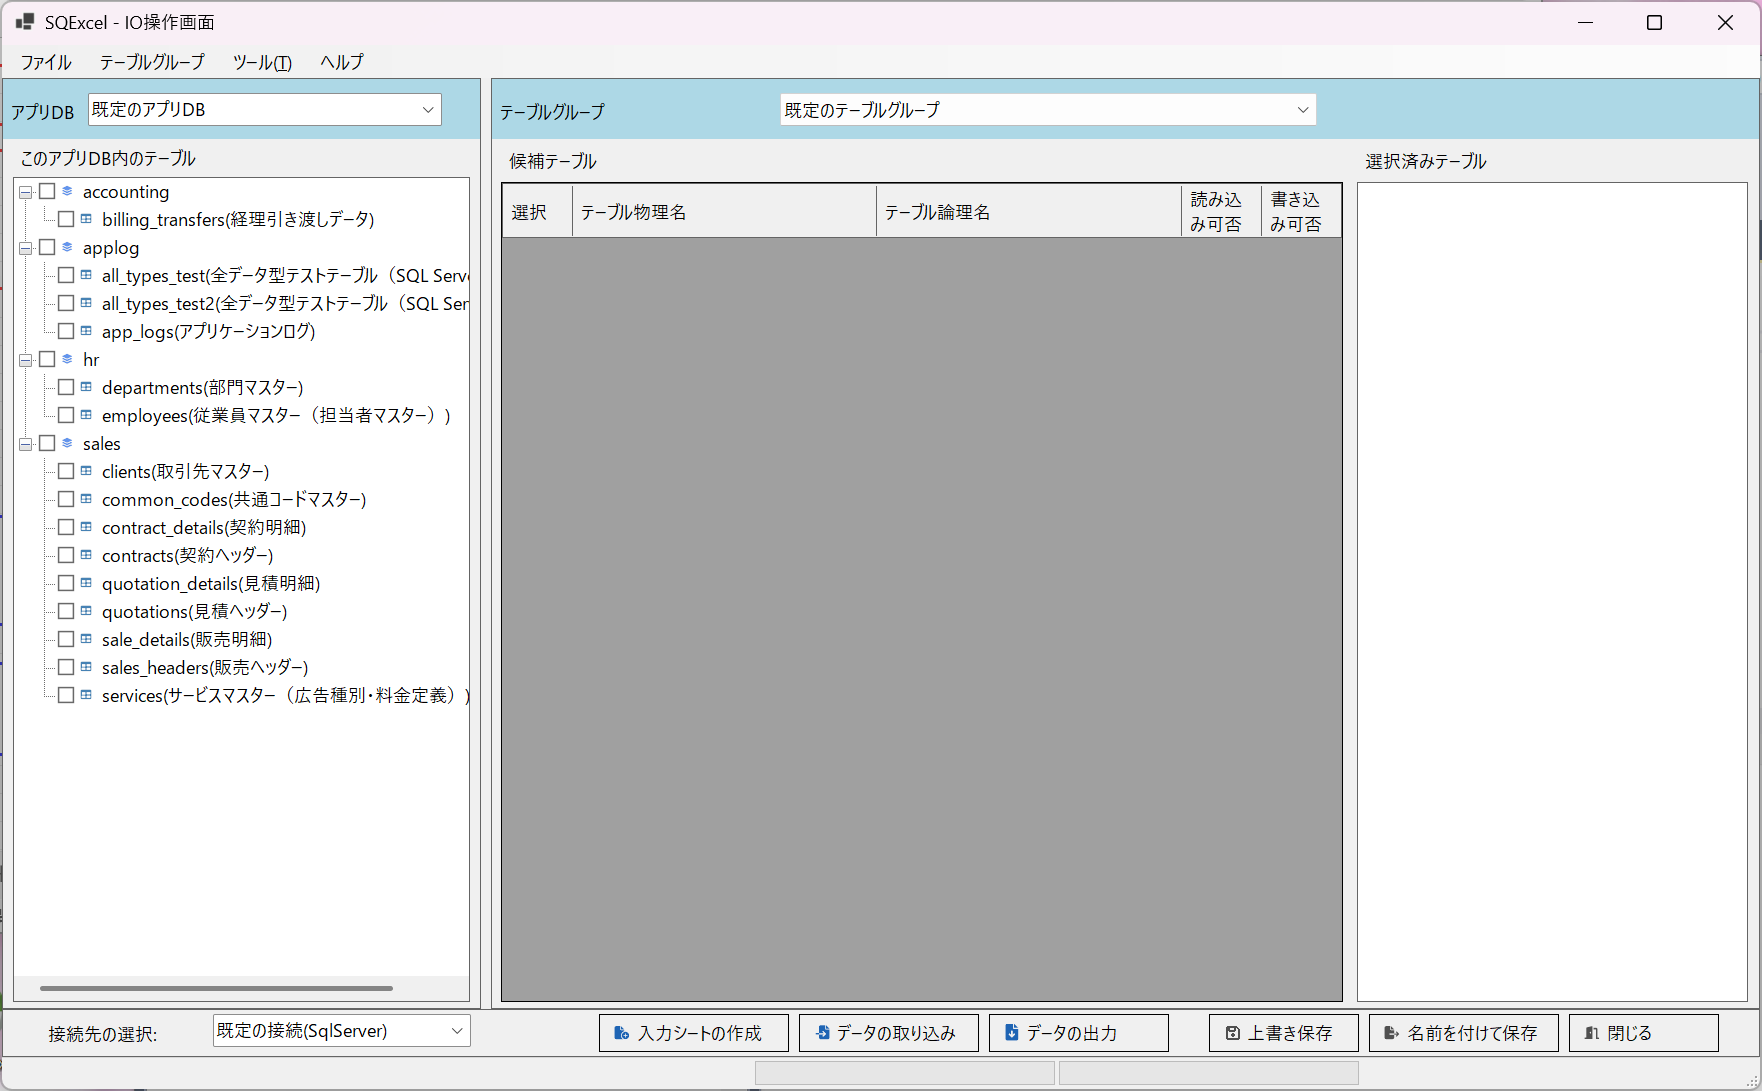 SQExcel - IO操作画面
ファイル テーブルグループ ツール(T) ヘルプ
アプリDB 既定のアプリDB
このアプリDB内のテーブル
accounting
billing_transfers(経理引き渡しデータ)
applog
all_types_test(全データ型テストテーブル（SQL Serve
all_types_test2(全データ型テストテーブル（SQL Ser
app_logs(アプリケーションログ)
hr
departments(部門マスター)
employees(従業員マスター（担当者マスター）)
sales
clients(取引先マスター)
common_codes(共通コードマスター)
contract_details(契約明細)
contracts(契約ヘッダー)
quotation_details(見積明細)
quotations(見積ヘッダー)
sale_details(販売明細)
sales_headers(販売ヘッダー)
services(サービスマスター（広告種別・料金定義）)
テーブルグループ 既定のテーブルグループ
候補テーブル
選択 テーブル物理名 テーブル論理名 読み込み可否 書き込み可否
選択済みテーブル
接続先の選択: 既定の接続(SqlServer)
入力シートの作成 データの取り込み データの出力 上書き保存 名前を付けて保存 閉じる